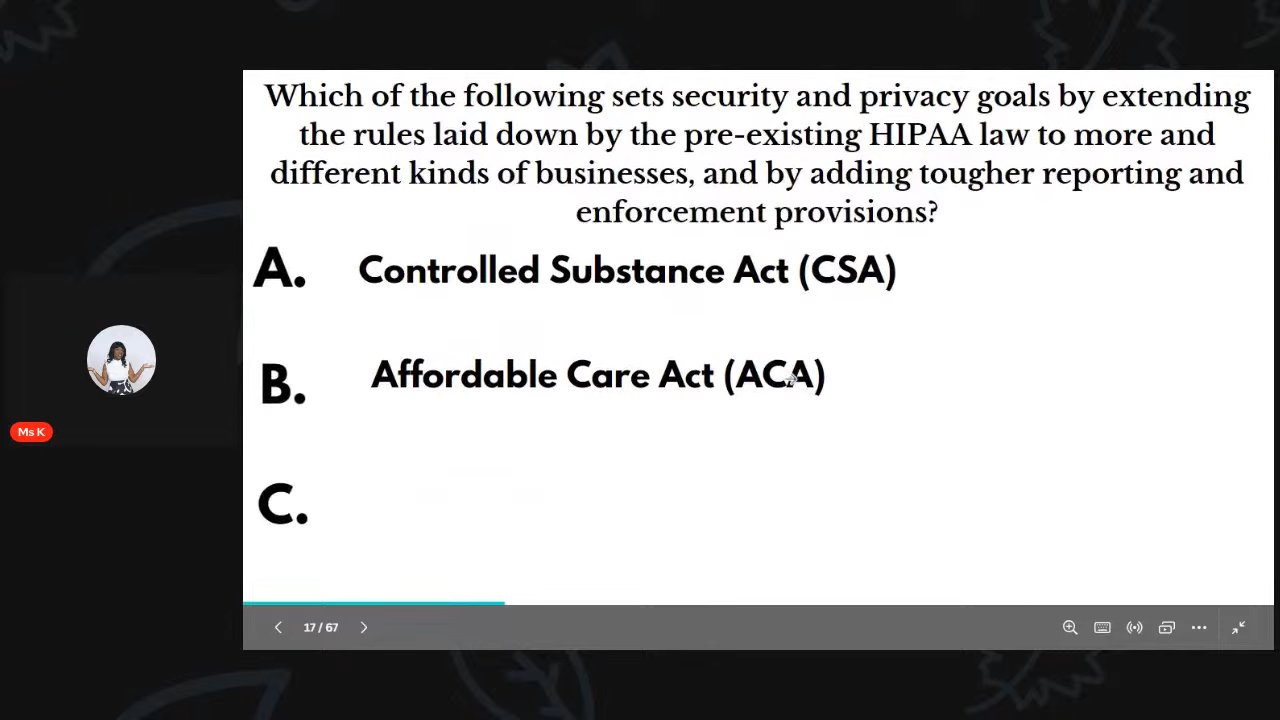 Which of the following sets security and privacy goals by extending
the rules laid down by the pre-existing HIPAA law to more and
different kinds of businesses, and by adding tougher reporting and
enforcement provisions?
A. Controlled Substance Act (CSA)
B. Affordable Care Act (ACA)
C.
Ms K
17 / 67